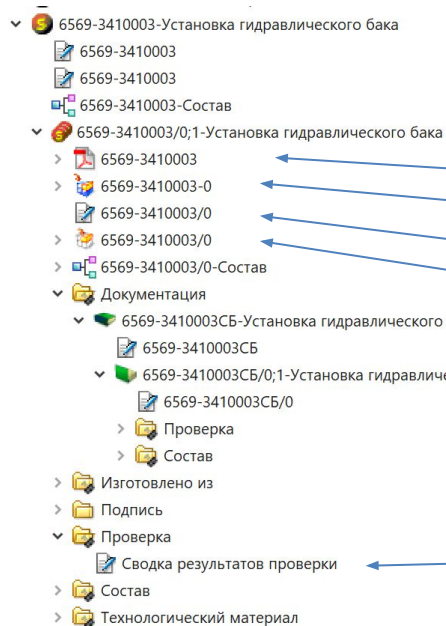 6569-3410003-Установка гидравлического бака
6569-3410003
6569-3410003
6569-3410003-Состав
6569-3410003/0;1-Установка гидравлического бака
6569-3410003
6569-3410003-0
6569-3410003/0
6569-3410003/0
6569-3410003/0-Состав
Документация
6569-3410003СБ-Установка гидравлического
6569-3410003СБ
6569-3410003СБ/0;1-Установка гидравличе
6569-3410003СБ/0
Проверка
Состав
Изготовлено из
Подпись
Проверка
Сводка результатов проверки
Состав
Технологический материал